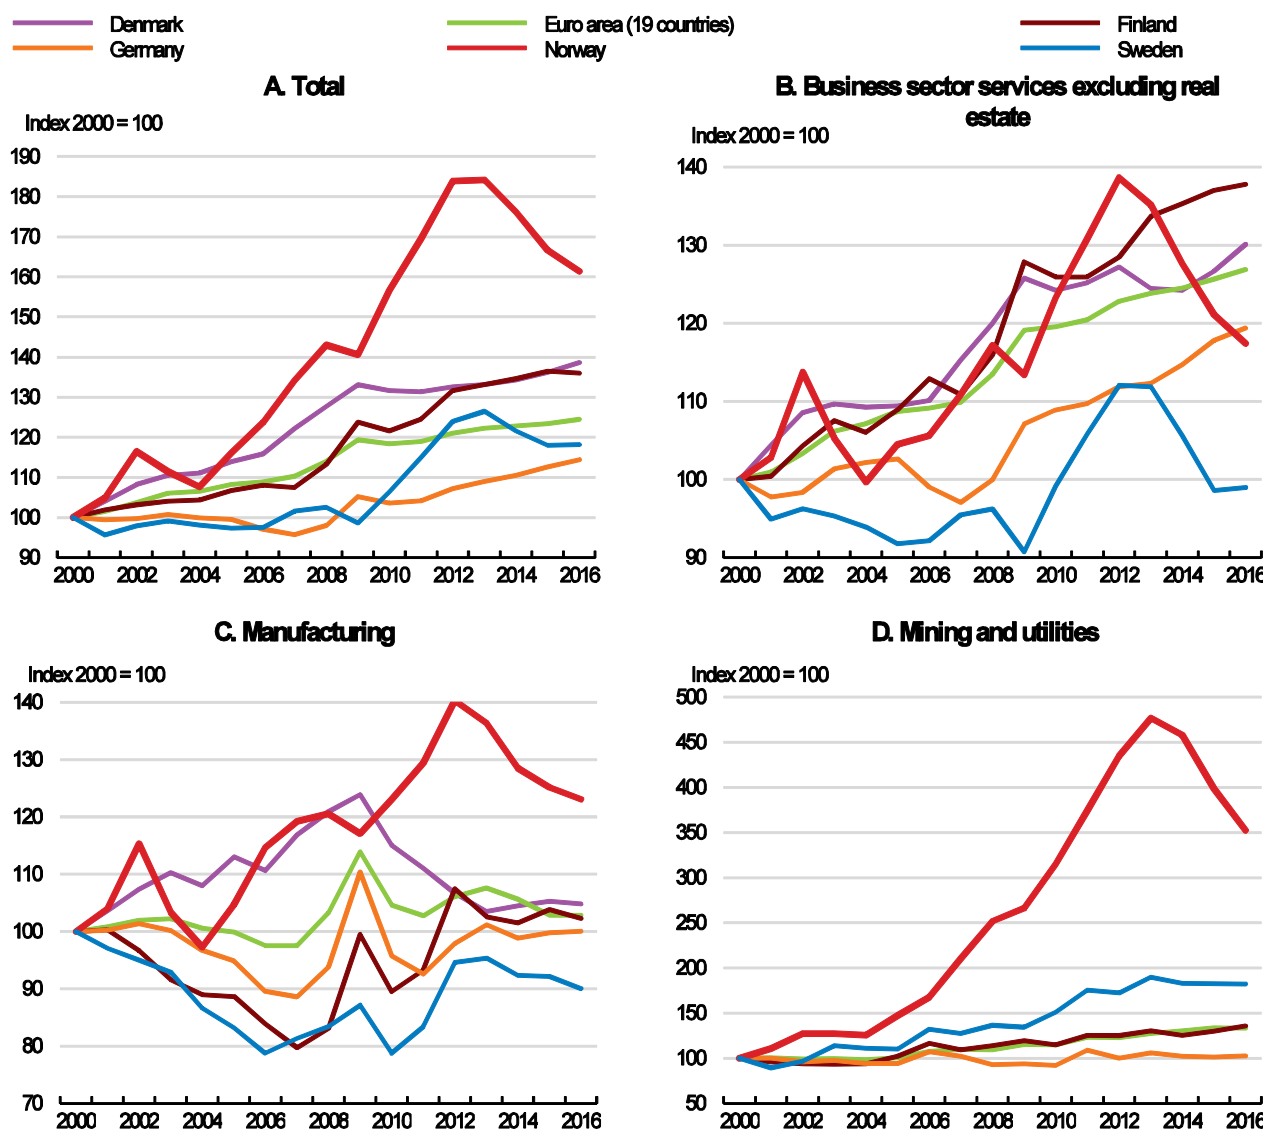 Denmark
Euro area (19 countries)
Finland
Germany
Norway
Sweden
A. Total
Index 2000 = 100
190
180
170
160
150
140
130
120
110
100
90
2000 2002 2004 2006 2008 2010 2012 2014 2016
B. Business sector services excluding real
estate
Index 2000 = 100
140
130
120
110
100
90
2000 2002 2004 2006 2008 2010 2012 2014 2016
C. Manufacturing
Index 2000 = 100
140
130
120
110
100
90
80
70
2000 2002 2004 2006 2008 2010 2012 2014 2016
D. Mining and utilities
Index 2000 = 100
500
450
400
350
300
250
200
150
100
50
2000 2002 2004 2006 2008 2010 2012 2014 2016